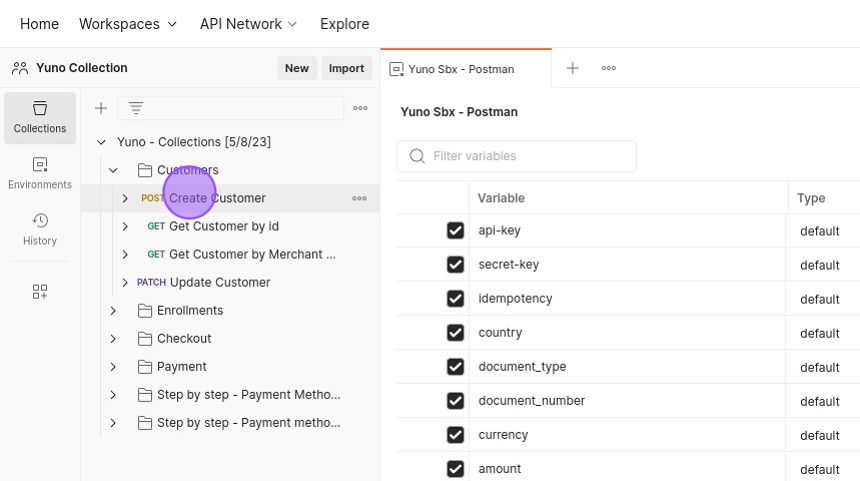 Home Workspaces API Network Explore
Yuno Collection New Import
Yuno Sbx - Postman
Collections
Environments
History
Yuno - Collections [5/8/23]
Customers
POST Create Customer
GET Get Customer by id
GET Get Customer by Merchant ...
PATCH Update Customer
Enrollments
Checkout
Payment
Step by step - Payment Metho...
Step by step - Payment metho...
Yuno Sbx - Postman
Filter variables
Variable Type
api-key default
secret-key default
idempotency default
country default
document_type default
document_number default
currency default
amount default